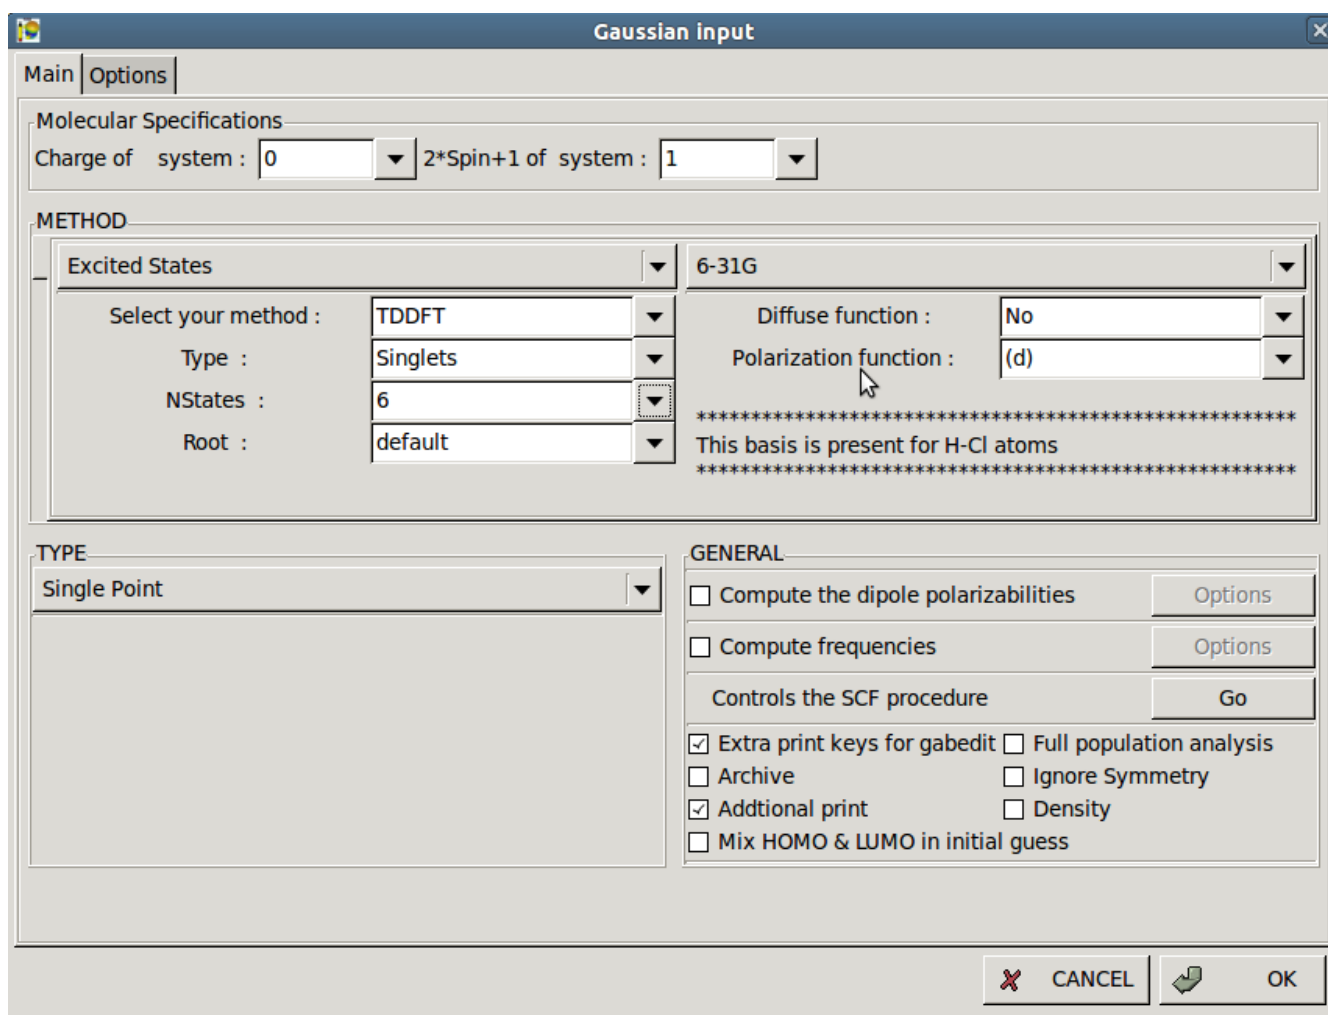 Gaussian input
Main Options
Molecular Specifications
Charge of system : 0 2*Spin+1 of system : 1
METHOD
Excited States 6-31G
Select your method : TDDFT Diffuse function : No
Type : Singlets Polarization function : (d)
NStates : 6
*******************************************************
Root : default This basis is present for H-Cl atoms
*******************************************************
TYPE GENERAL
Single Point Compute the dipole polarizabilities Options
Compute frequencies Options
Controls the SCF procedure Go
Extra print keys for gabedit Full population analysis
Archive Ignore Symmetry
Addtional print Density
Mix HOMO & LUMO in initial guess
CANCEL OK